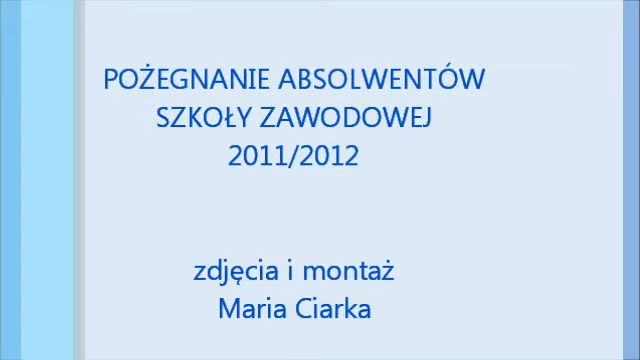 POŻEGNANIE ABSOLWENTÓW
SZKOŁY ZAWODOWEJ
2011/2012
zdjęcia i montaż
Maria Ciarka